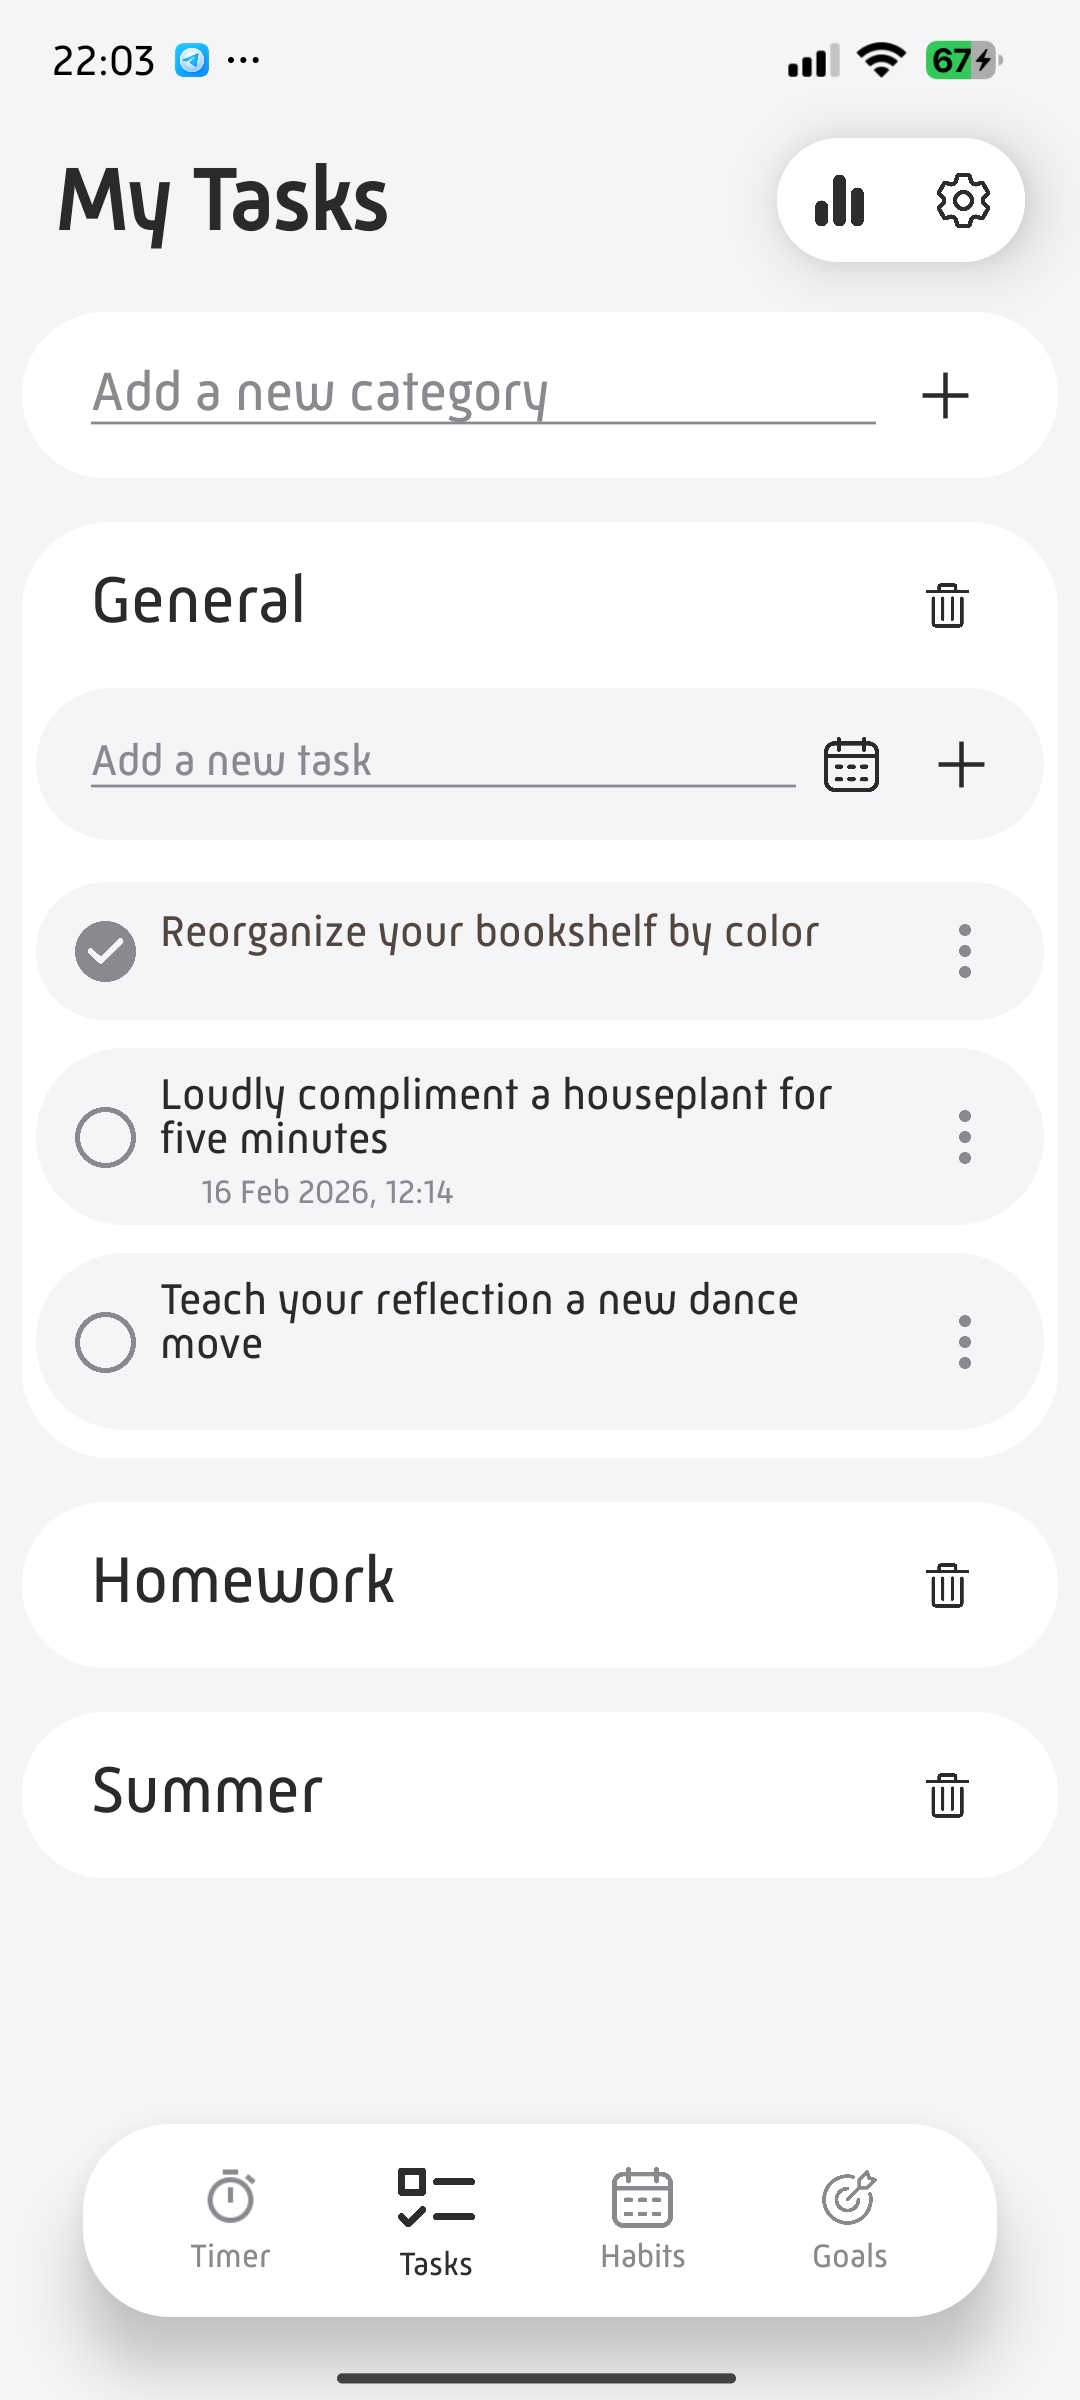 22:03
67
My Tasks
Add a new category
General
Add a new task
Reorganize your bookshelf by color
Loudly compliment a houseplant for
five minutes
16 Feb 2026, 12:14
Teach your reflection a new dance
move
Homework
Summer
Timer
Tasks
Habits
Goals